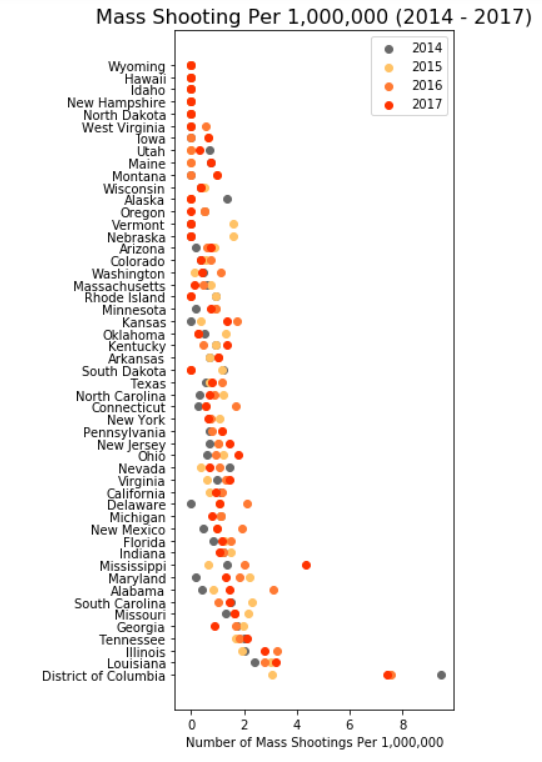 Mass Shooting Per 1,000,000 (2014 - 2017)
2014
2015
2016
2017
Wyoming
Hawaii
Idaho
New Hampshire
North Dakota
West Virginia
Iowa
Utah
Maine
Montana
Wisconsin
Alaska
Oregon
Vermont
Nebraska
Arizona
Colorado
Washington
Massachusetts
Rhode Island
Minnesota
Kansas
Oklahoma
Kentucky
Arkansas
South Dakota
Texas
North Carolina
Connecticut
New York
Pennsylvania
New Jersey
Ohio
Nevada
Virginia
California
Delaware
Michigan
New Mexico
Florida
Indiana
Mississippi
Maryland
Alabama
South Carolina
Missouri
Georgia
Tennessee
Illinois
Louisiana
District of Columbia
0 2 4 6 8
Number of Mass Shootings Per 1,000,000